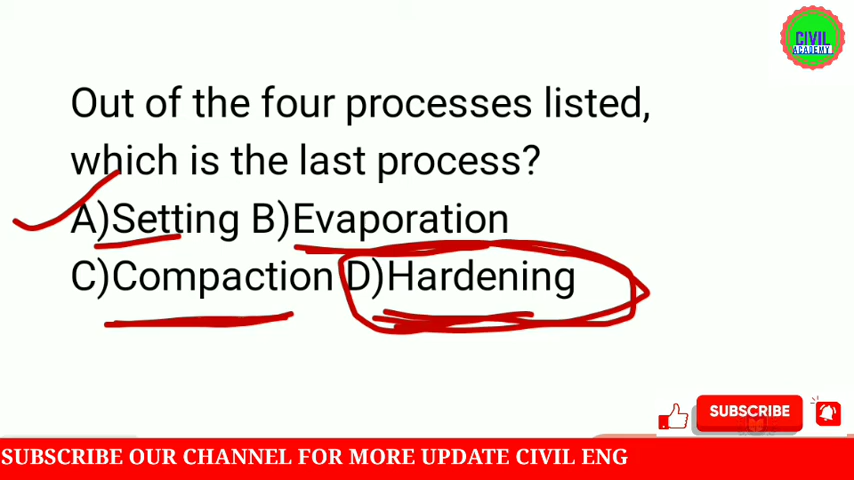 CIVIL
ACADEMY
Out of the four processes listed,
which is the last process?
A)Setting B)Evaporation
C)Compaction D)Hardening
SUBSCRIBE
SUBSCRIBE OUR CHANNEL FOR MORE UPDATE CIVIL ENG